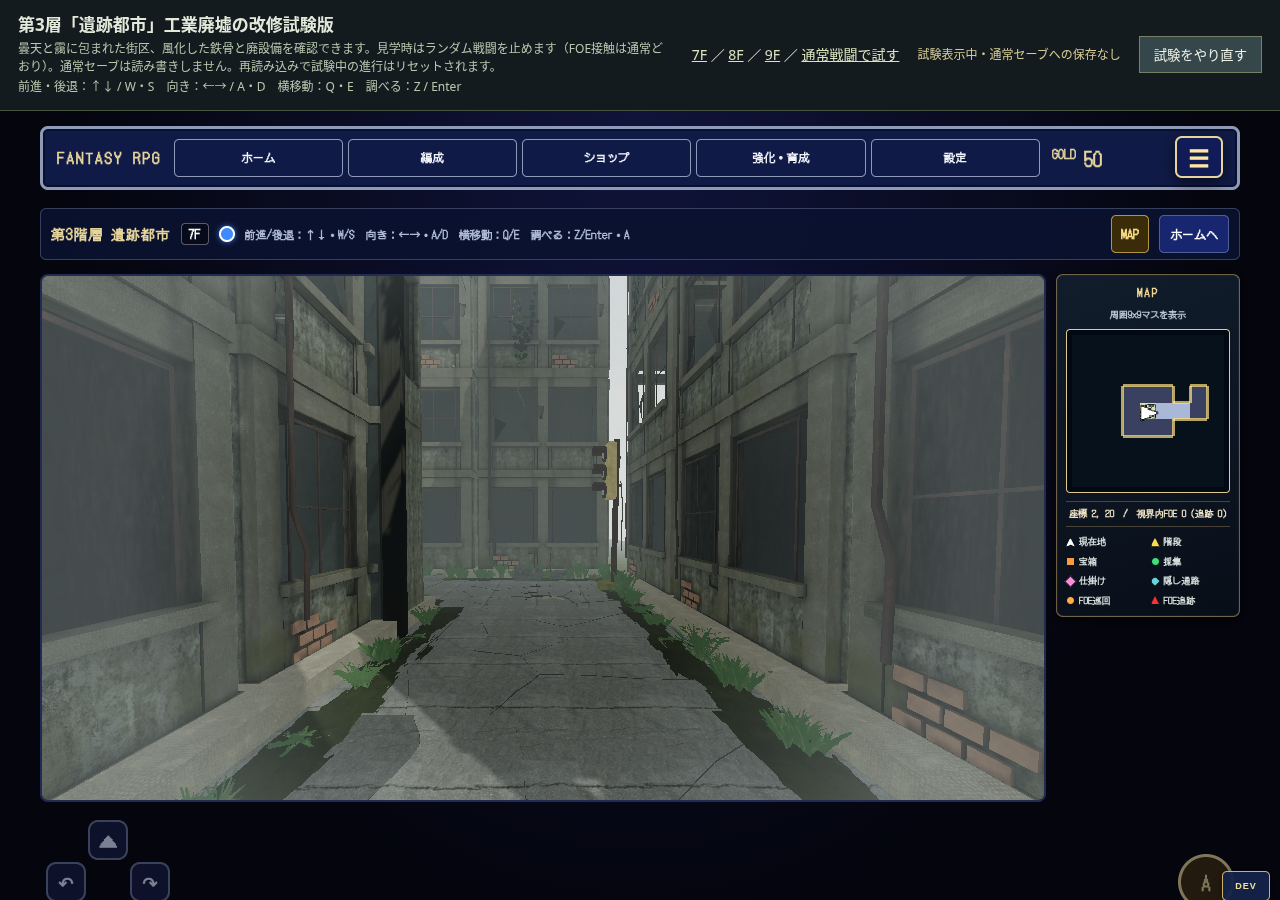 第3層「遺跡都市」工業廃墟の改修試験版
曇天と霧に包まれた街区、風化した鉄骨と廃設備を確認できます。見学時はランダム戦闘を止めます（FOE接触は通常ど
おり）。通常セーブは読み書きしません。再読み込みで試験中の進行はリセットされます。
前進・後退：↑↓ / W・S　向き：←→ / A・D　横移動：Q・E　調べる：Z / Enter
7F ／ 8F ／ 9F ／ 通常戦闘で試す
試験表示中・通常セーブへの保存なし
試験をやり直す
FANTASY RPG
ホーム
編成
ショップ
強化・育成
設定
GOLD 50
第3階層 遺跡都市
7F
前進/後退：↑↓・W/S　向き：←→・A/D　横移動：Q/E　調べる：Z/Enter・A
MAP
ホームへ
MAP
周囲9x9マスを表示
座標 2, 20　/　視界内FOE 0（追跡 0）
現在地
階段
宝箱
採集
仕掛け
隠し通路
FOE巡回
FOE追跡
A
DEV